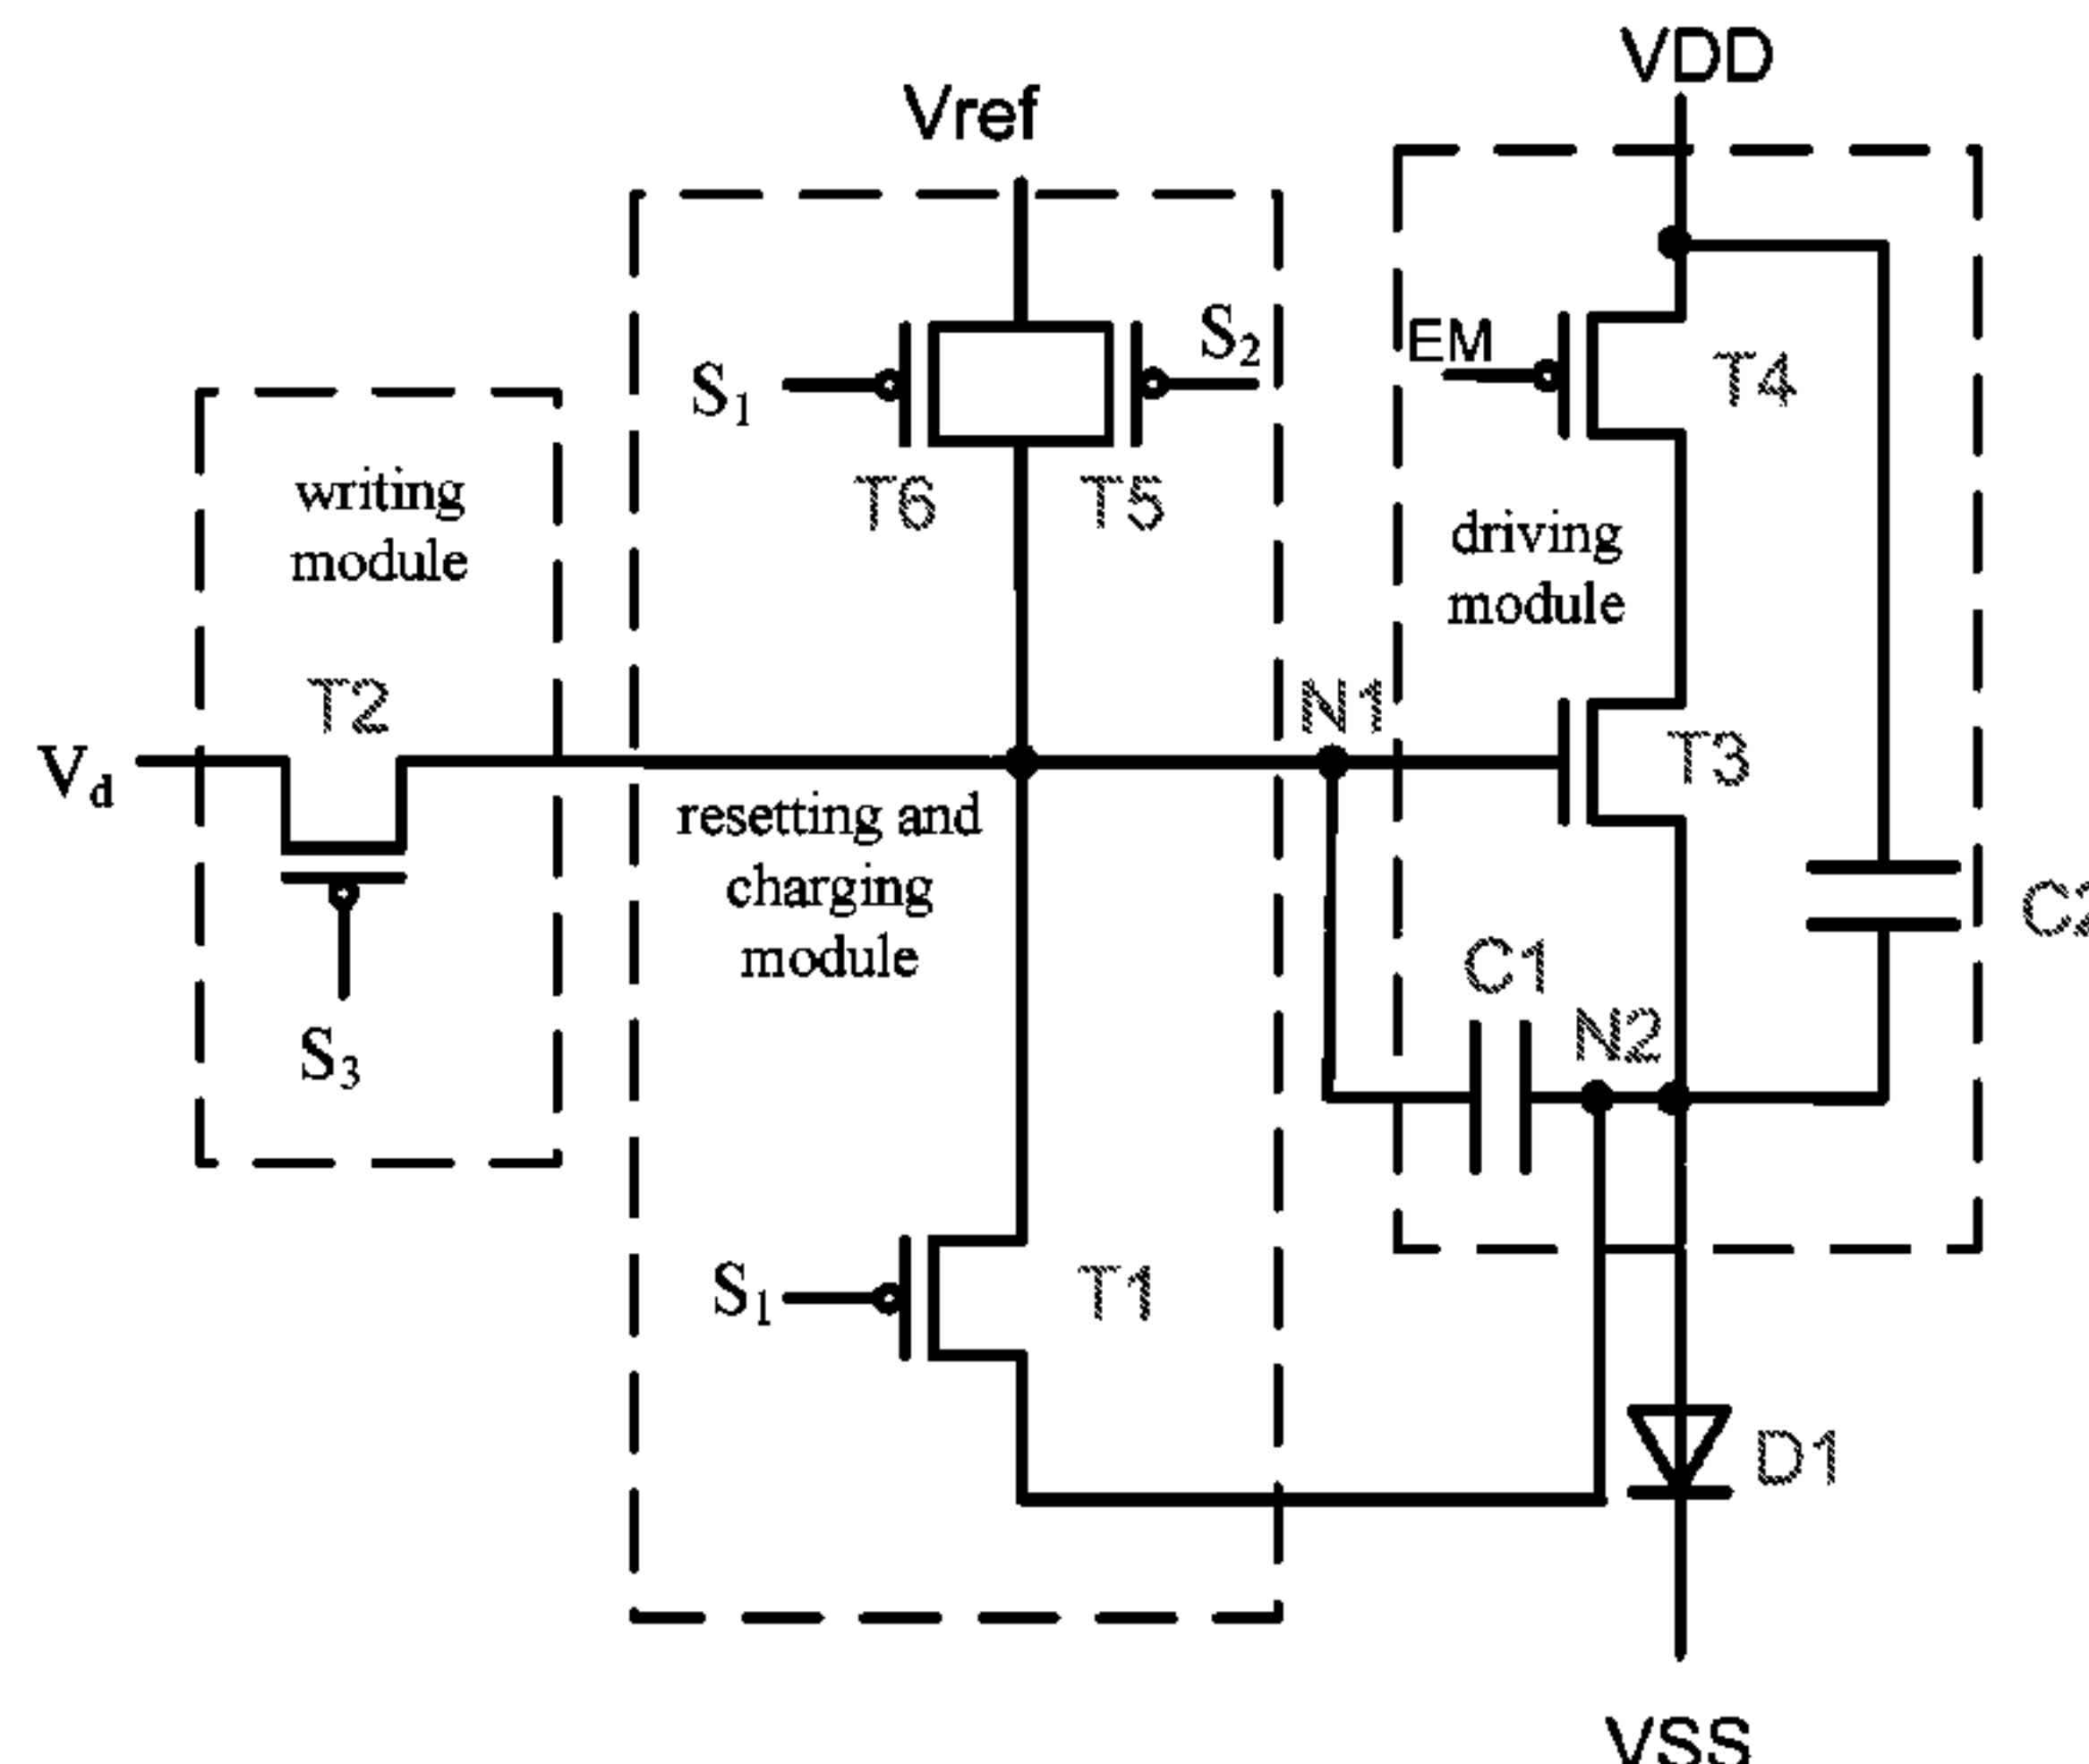 VDD
Vref
S2
EM
S1
T4
T6
T5
writing
module
driving
module
T2
N1
T3
Vd
resetting and
charging
module
C2
C1
N2
S3
S1
T1
D1
VSS